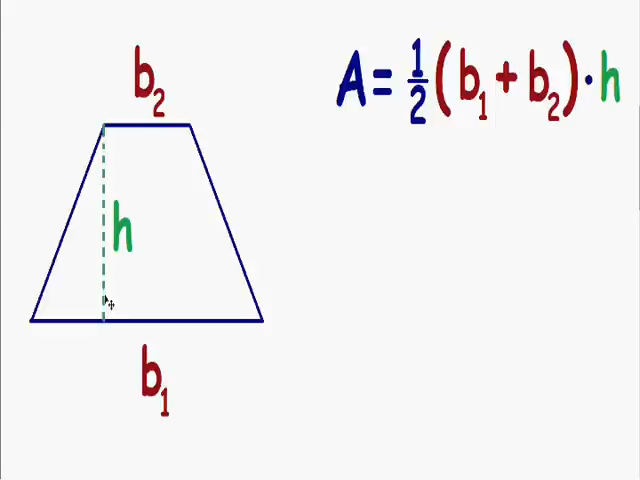 b₂
A = ½(b₁ + b₂) · h
h
b₁